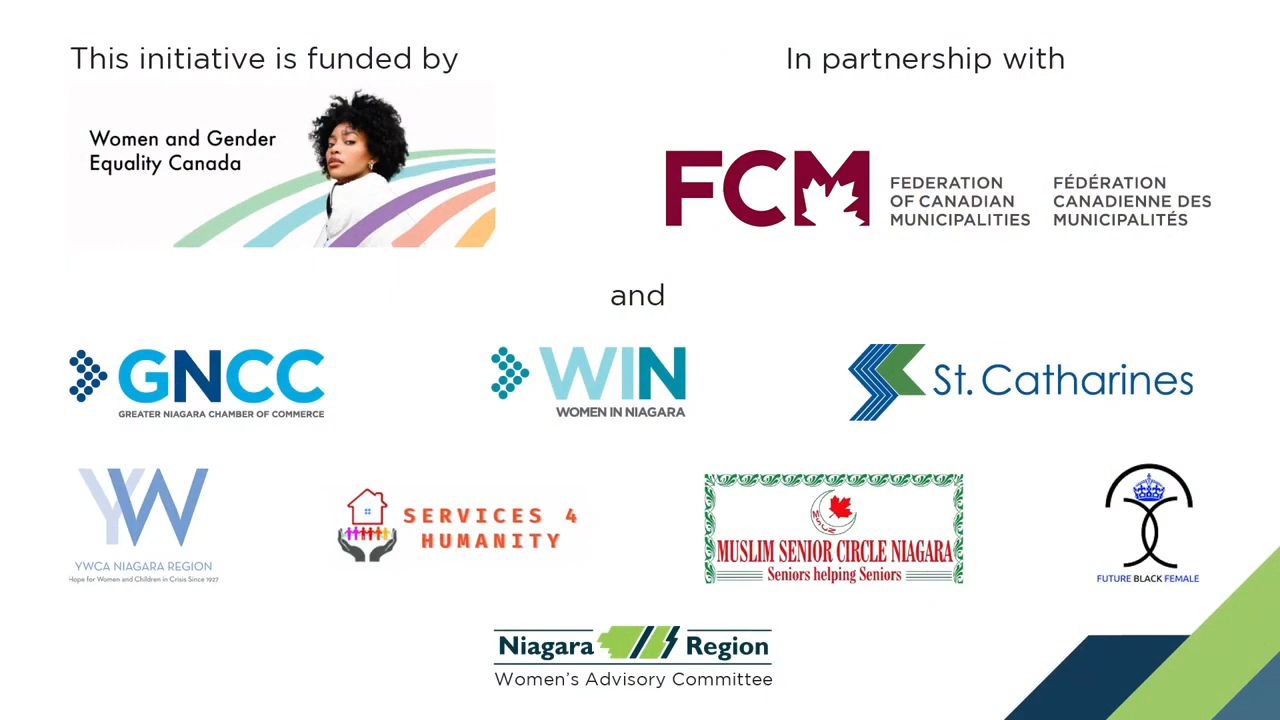 This initiative is funded by
In partnership with
Women and Gender
Equality Canada
FCM
FEDERATION
OF CANADIAN
MUNICIPALITIES
FÉDÉRATION
CANADIENNE DES
MUNICIPALITÉS
and
GNCC
GREATER NIAGARA CHAMBER OF COMMERCE
WIN
WOMEN IN NIAGARA
St. Catharines
YW
YWCA NIAGARA REGION
Hope for Women and Children in Crisis Since 1927
SERVICES 4
HUMANITY
MUSLIM SENIOR CIRCLE NIAGARA
Seniors helping Seniors
FUTURE BLACK FEMALE
Niagara Region
Women's Advisory Committee